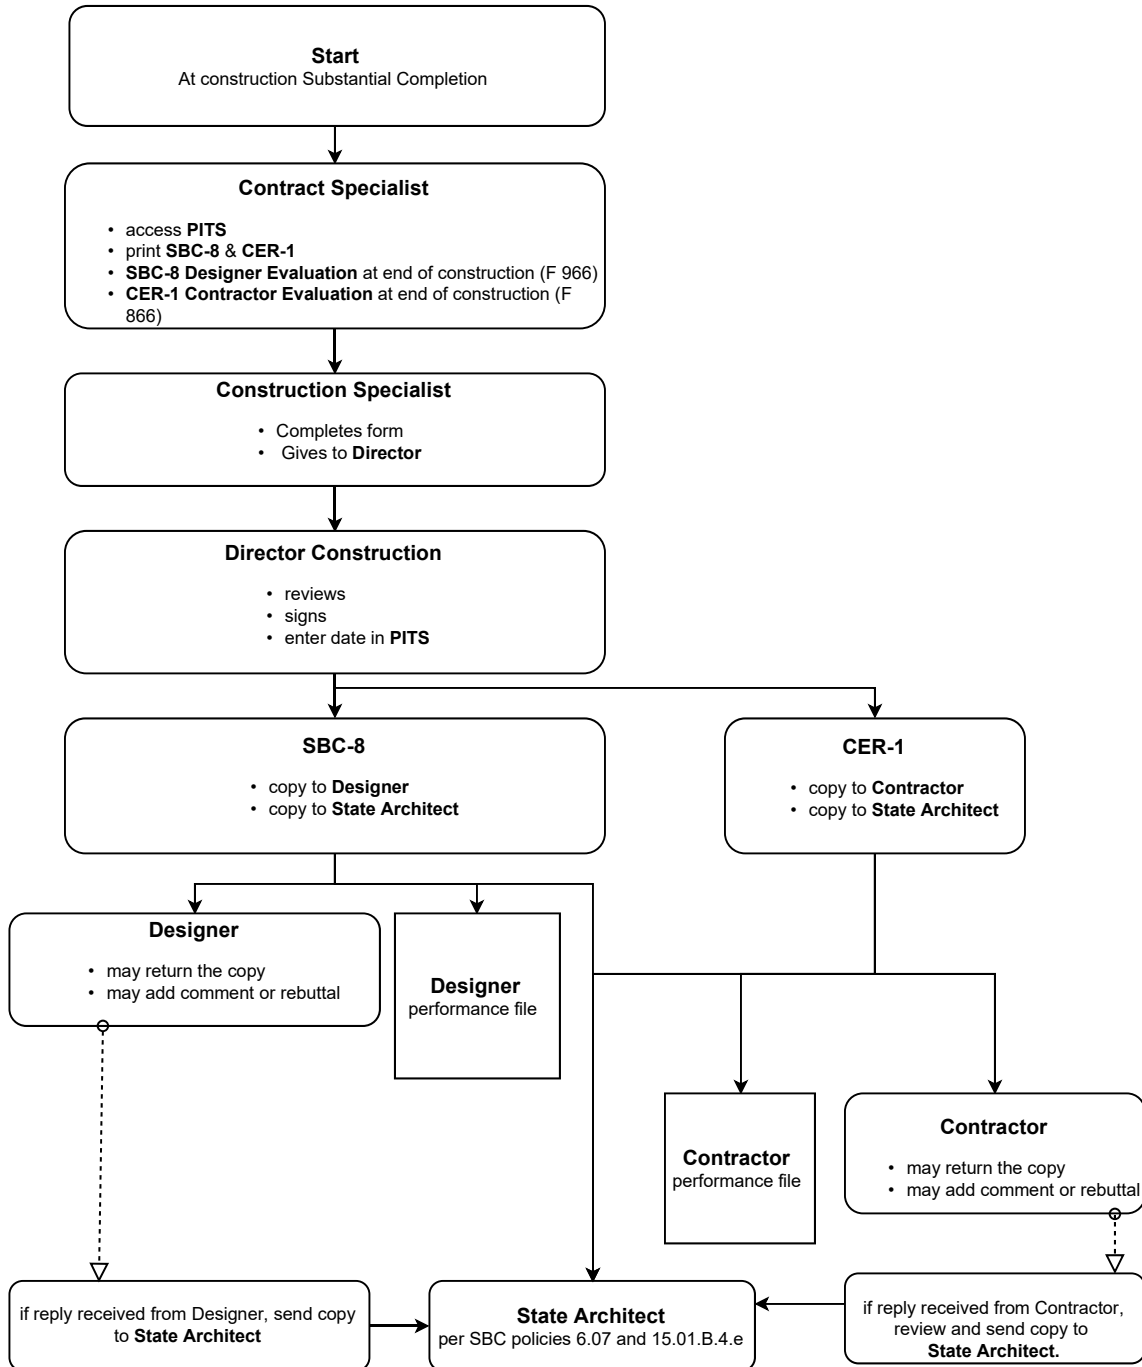 Start
At construction Substantial Completion
Contract Specialist
• access PITS
• print SBC-8 & CER-1
• SBC-8 Designer Evaluation at end of construction (F 966)
• CER-1 Contractor Evaluation at end of construction (F
866)
Construction Specialist
• Completes form
• Gives to Director
Director Construction
• reviews
• signs
• enter date in PITS
SBC-8
• copy to Designer
• copy to State Architect
CER-1
• copy to Contractor
• copy to State Architect
Designer
• may return the copy
• may add comment or rebuttal
Designer
performance file
Contractor
performance file
Contractor
• may return the copy
• may add comment or rebuttal
if reply received from Designer, send copy
to State Architect
State Architect
per SBC policies 6.07 and 15.01.B.4.e
if reply received from Contractor,
review and send copy to
State Architect.